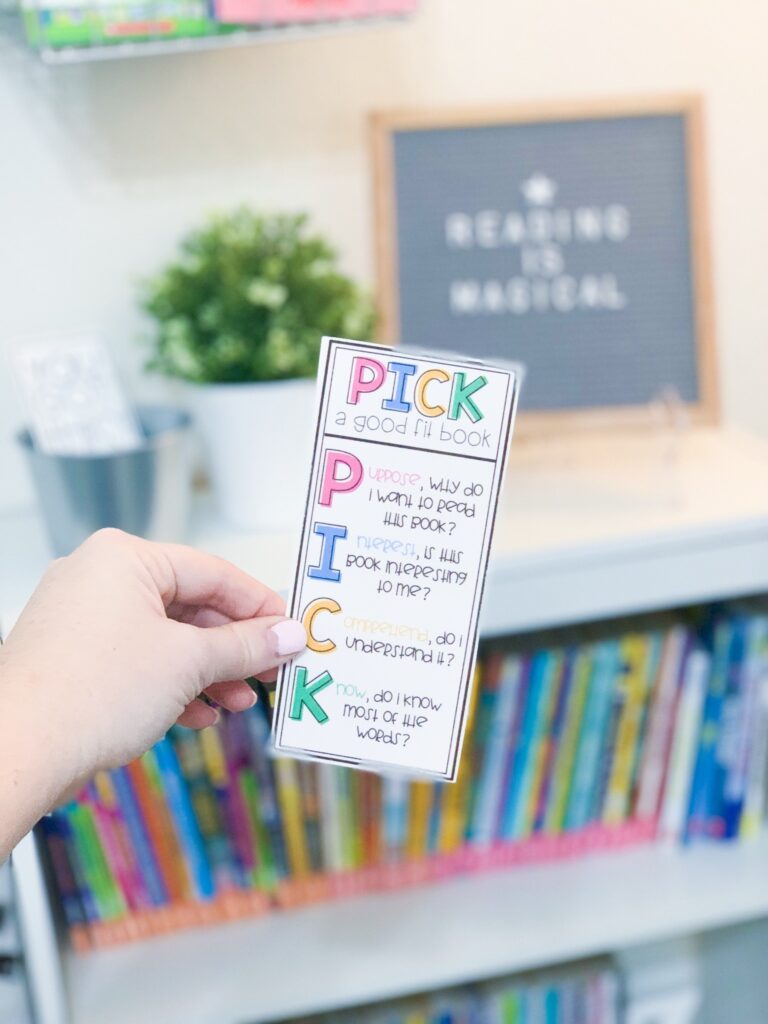 READING
IS
MAGICAL
PICK
a good fit book
Purpose, why do
I want to read
this book?
Interest, is this
book interesting
to me?
Comprehend, do I
understand it?
Know, do I know
most of the
words?